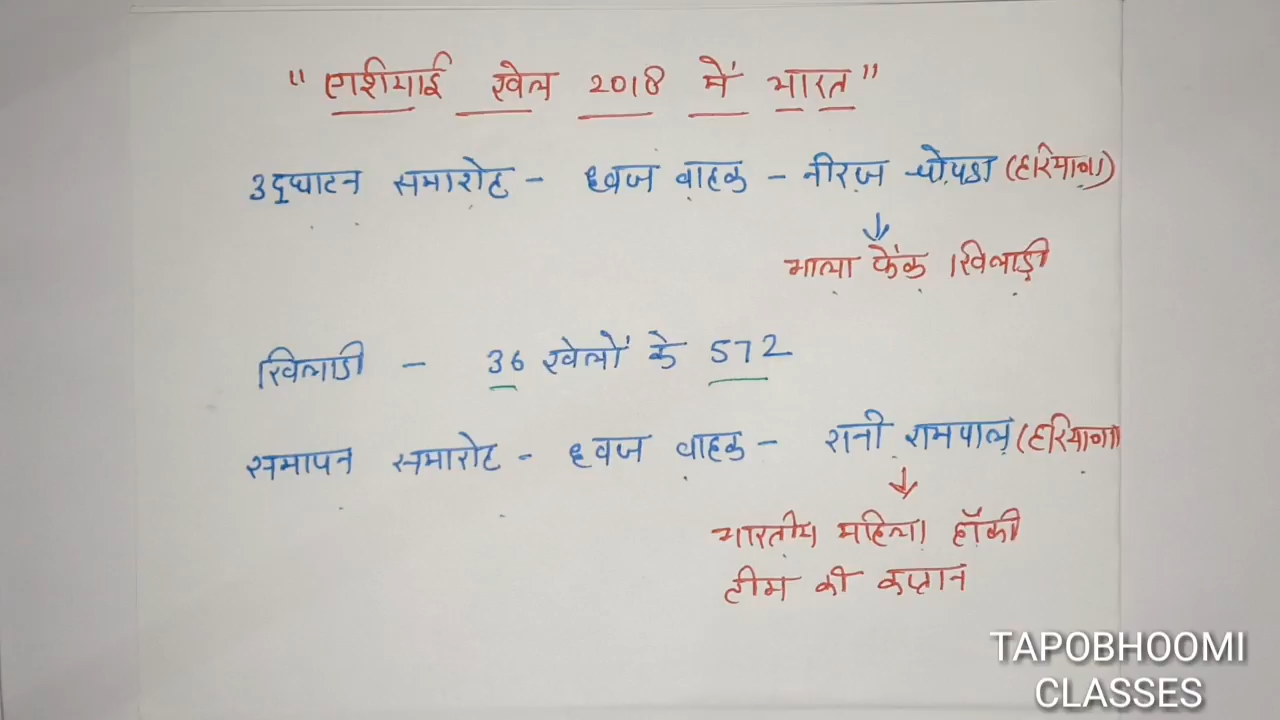 "एशियाई खेल 2018 में भारत"
उद्घाटन समारोह - ध्वज वाहक - नीरज चोपड़ा (हरियाणा)
↓
भाला फेंक खिलाड़ी
खिलाडी - 36 खेलों के 572
समापन समारोह - ध्वज वाहक - रानी रामपाल (हरियाणा)
↓
भारतीय महिला हॉकी
टीम की कप्तान
TAPOBHOOMI
CLASSES